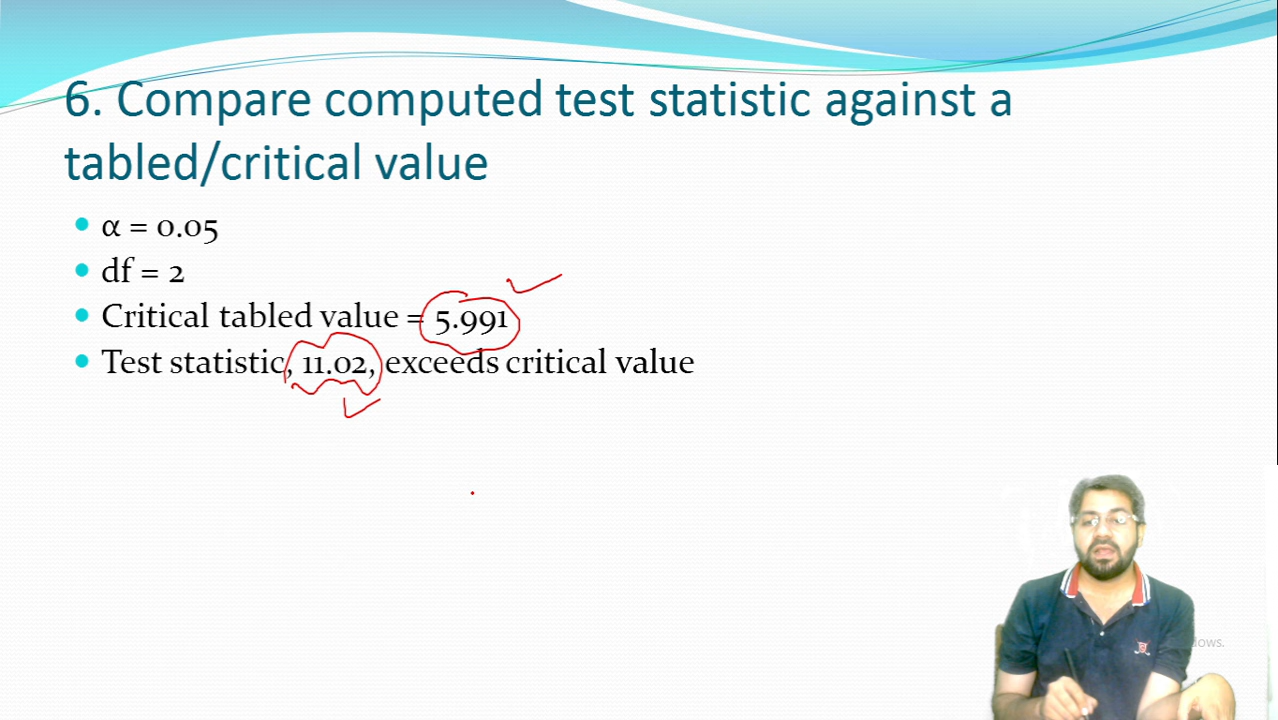 6. Compare computed test statistic against a
tabled/critical value
α = 0.05
df = 2
Critical tabled value = 5.991
Test statistic, 11.02, exceeds critical value
dows.